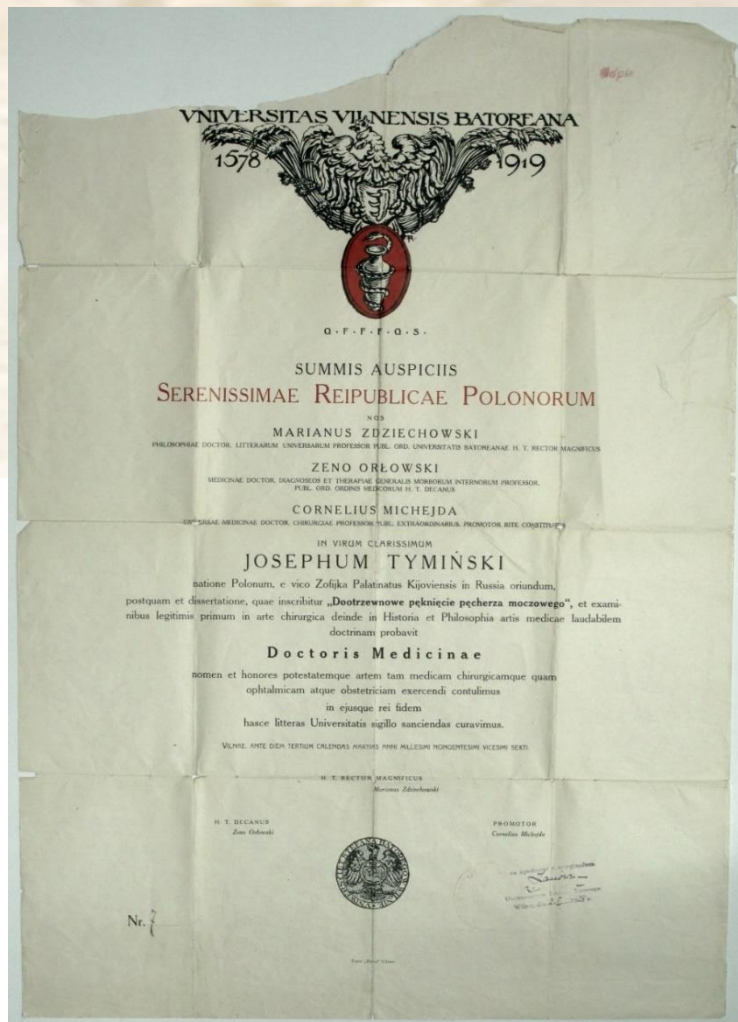 VNIVERSITAS VILNENSIS BATOREANA
1578 1919
Q · F · F · F · Q · S ·
SUMMIS AUSPICIIS
SERENISSIMAE REIPUBLICAE POLONORUM
NOS
MARIANUS ZDZIECHOWSKI
PHILOSOPHIAE DOCTOR, LITTERARUM UNIVERSARUM PROFESSOR PUBL. ORD. UNIVERSITATIS BATOREANAE H. T. RECTOR MAGNIFICUS
ZENO ORŁOWSKI
MEDICINAE DOCTOR, DIAGNOSEOS ET THERAPIAE GENERALIS MORBORUM INTERNORUM PROFESSOR,
PUBL. ORD. ORDINIS MEDICORUM H. T. DECANUS
CORNELIUS MICHEJDA
UNIVERSAE MEDICINAE DOCTOR, CHIRURGIAE PROFESSOR PUBL. EXTRAORDINARIUS, PROMOTOR RITE CONSTITUTUS
IN VIRUM CLARISSIMUM
JOSEPHUM TYMIŃSKI
natione Polonum, e vico Zofijka Palatinatus Kijoviensis in Russia oriundum,
postquam et dissertatione, quae inscribitur „Dootrzewnowe pęknięcie pęcherza moczowego", et exami-
nibus legitimis primum in arte chirurgica deinde in Historia et Philosophia artis medicae laudabilem
doctrinam probavit
Doctoris Medicinae
nomen et honores potestatemque artem tam medicam chirurgicamque quam
ophtalmicam atque obstetriciam exercendi contulimus
in ejusque rei fidem
hasce litteras Universitatis sigillo sanciendas curavimus.
VILNAE, ANTE DIEM TERTIUM CALENDAS MARTIAS ANNI MILLESIMI NONGENTESIMI VICESIMI SEXTI.
H. T. RECTOR MAGNIFICUS
Marianus Zdziechowski
H. T. DECANUS PROMOTOR
Zeno Orłowski Cornelius Michejda
Nr. 7